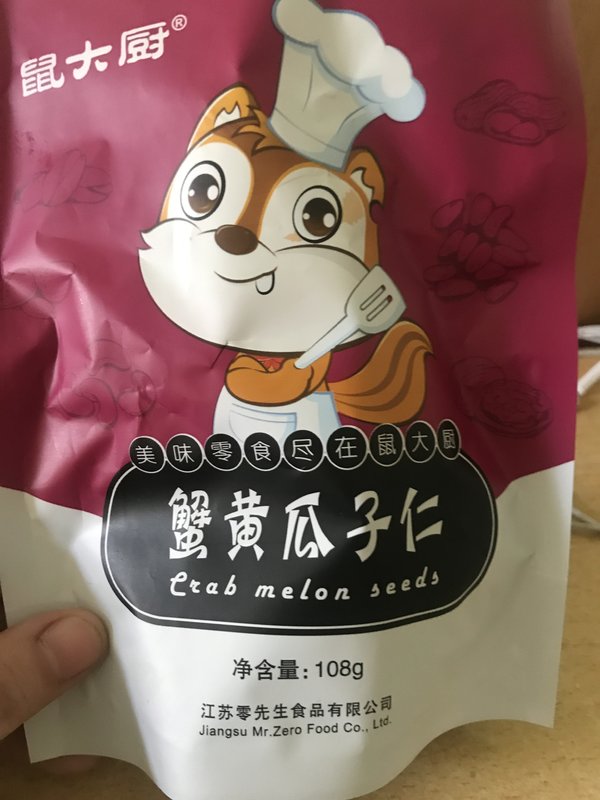 鼠大厨®
美味零食尽在鼠大厨
蟹黄瓜子仁
Crab melon seeds
净含量：108g
江苏零先生食品有限公司
Jiangsu Mr.Zero Food Co., Ltd.